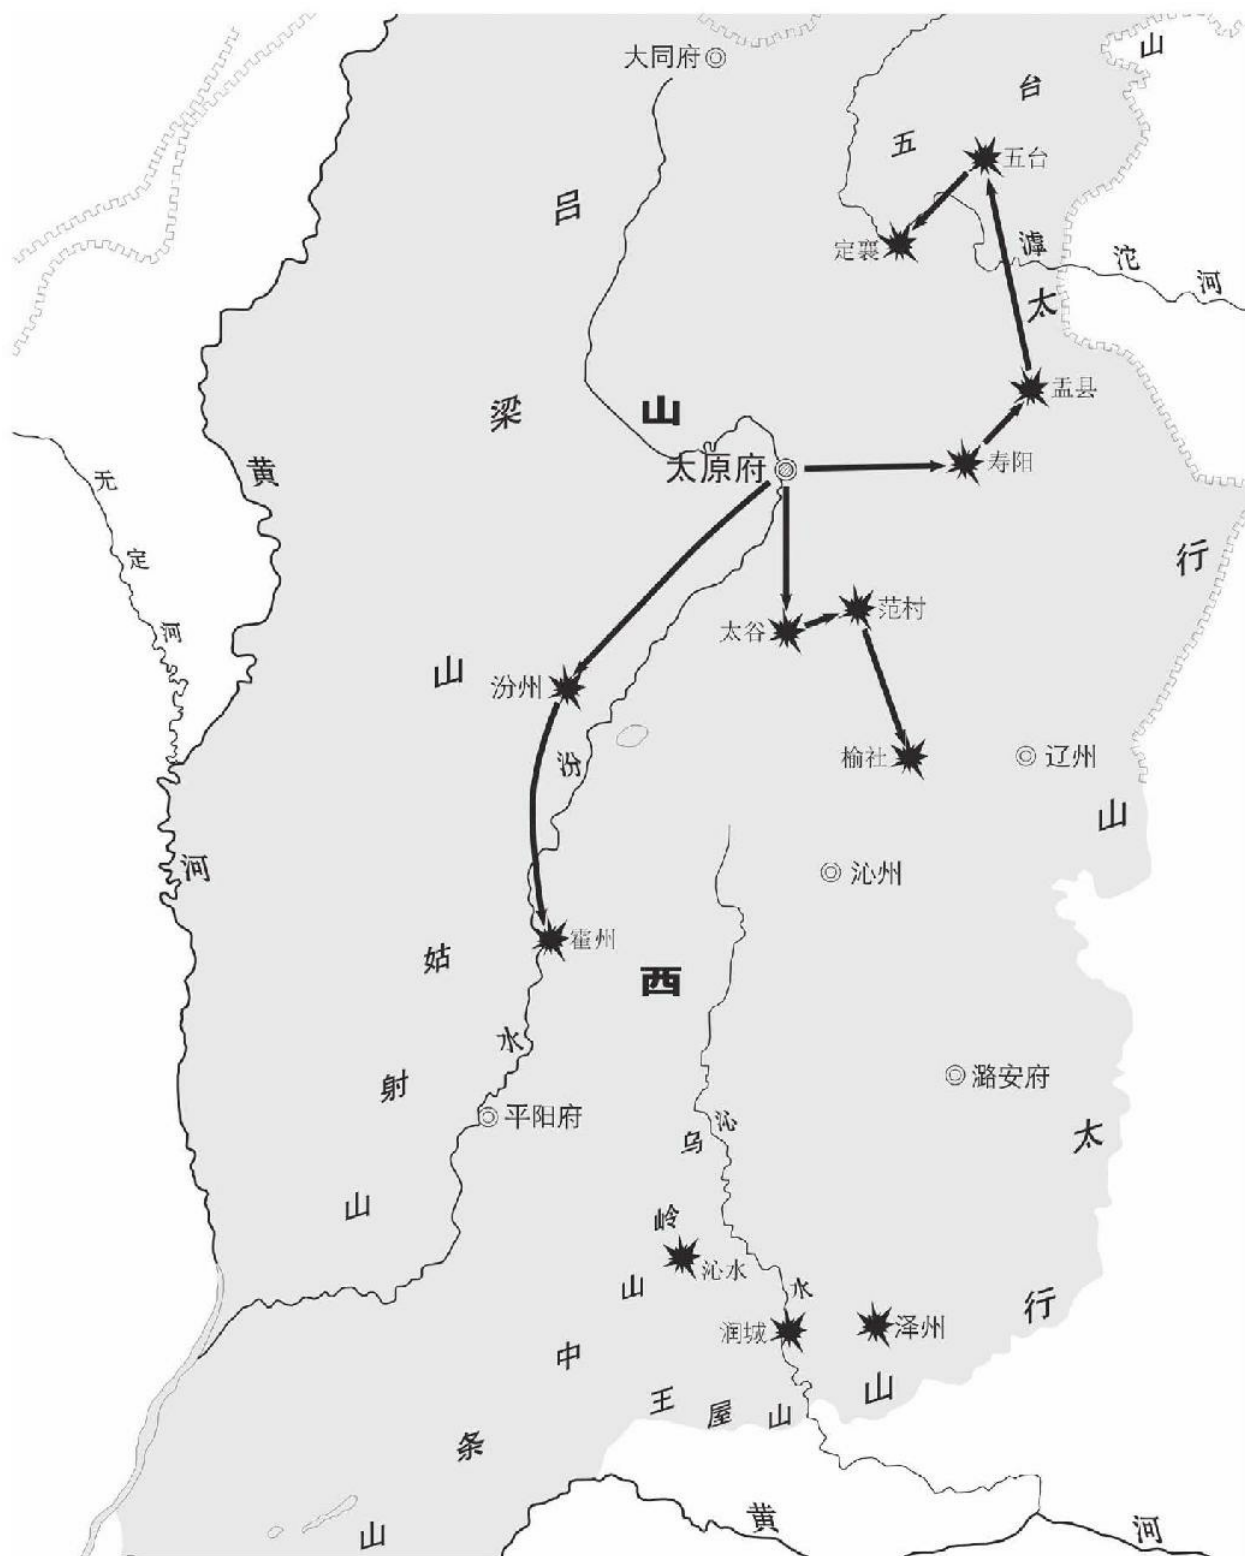 大同府
五台山
五台
定襄
滹沱河
盂县
寿阳
太原府
太谷
范村
榆社
辽州
沁州
汾州
霍州
平阳府
潞安府
沁水
润城
泽州
山西
吕梁山
太行山
太行山
姑射山
乌岭山
中条山
王屋山
黄河
无定河
汾水
沁水
黄河